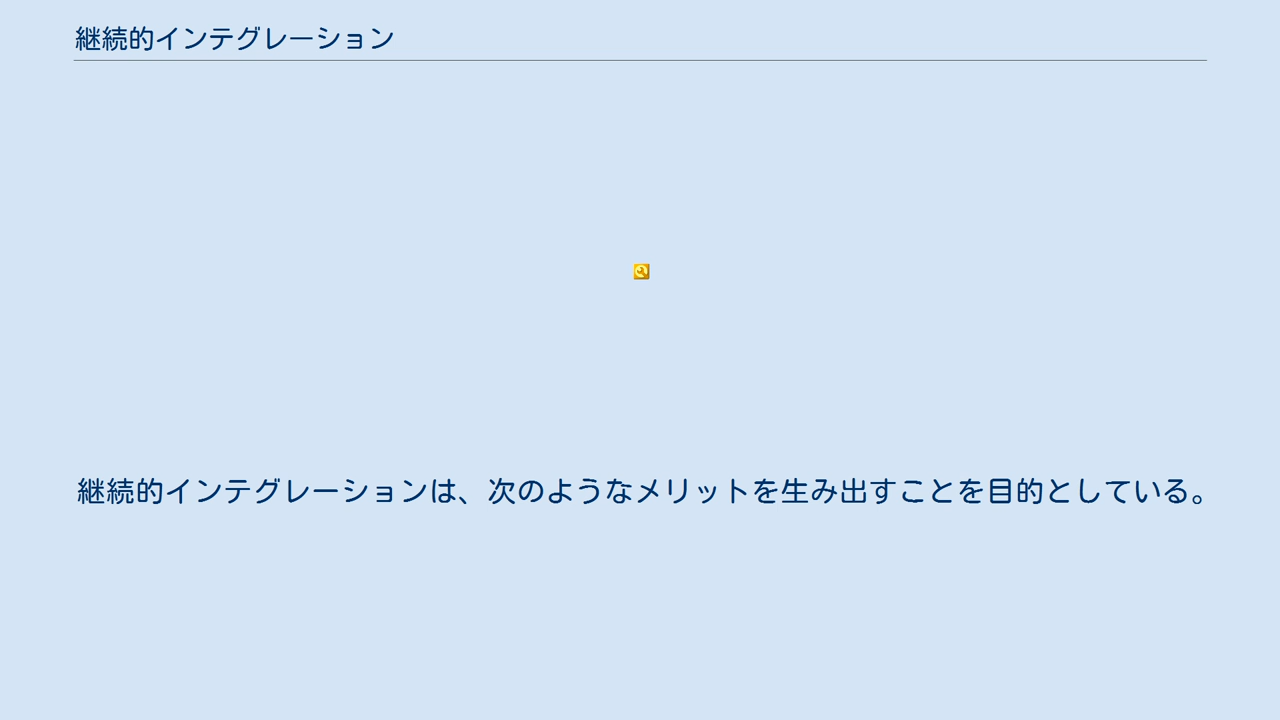 継続的インテグレーション
継続的インテグレーションは、次のようなメリットを生み出すことを目的としている。